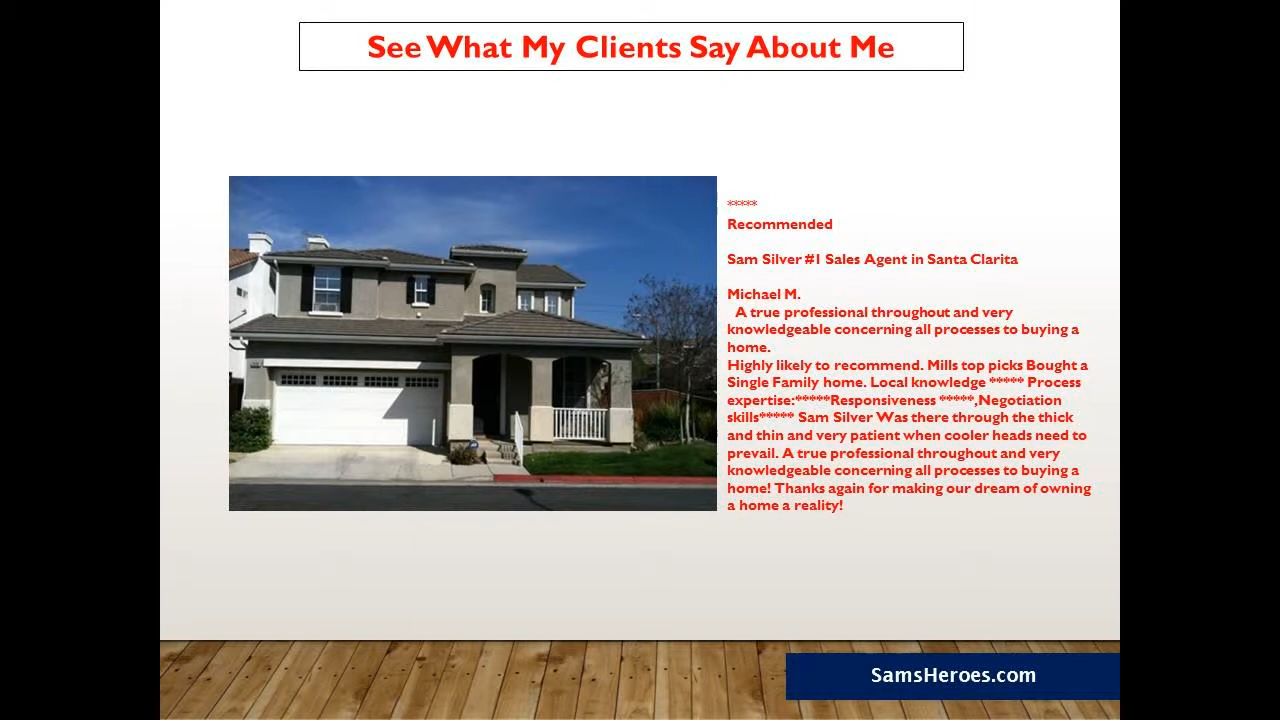 See What My Clients Say About Me
*****
Recommended
Sam Silver #1 Sales Agent in Santa Clarita
Michael M.
A true professional throughout and very
knowledgeable concerning all processes to buying a
home.
Highly likely to recommend. Mills top picks Bought a
Single Family home. Local knowledge ***** Process
expertise:*****Responsiveness *****,Negotiation
skills***** Sam Silver Was there through the thick
and thin and very patient when cooler heads need to
prevail. A true professional throughout and very
knowledgeable concerning all processes to buying a
home! Thanks again for making our dream of owning
a home a reality!
SamsHeroes.com